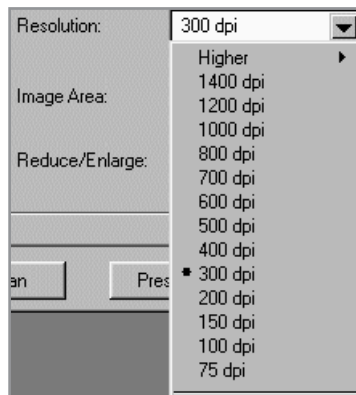 Resolution: 300 dpi
Higher
1400 dpi
Image Area: 1200 dpi
1000 dpi
Reduce/Enlarge: 800 dpi
700 dpi
600 dpi
500 dpi
400 dpi
an Pres 300 dpi
200 dpi
150 dpi
100 dpi
75 dpi